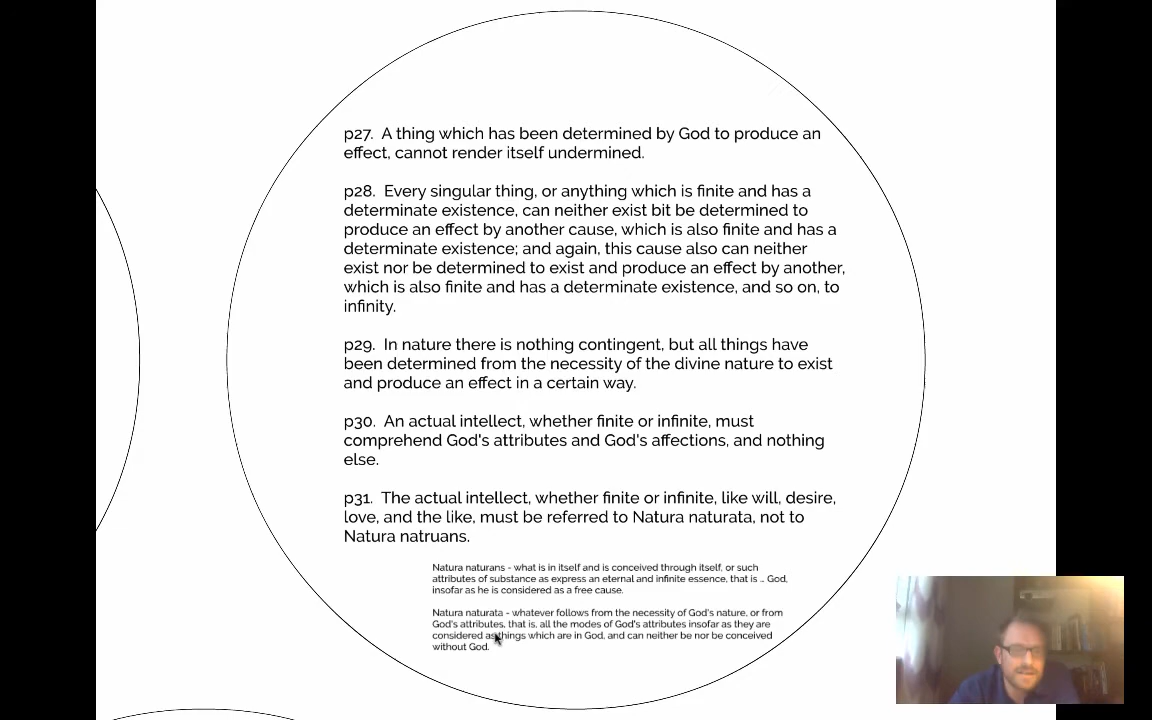 p27. A thing which has been determined by God to produce an
effect, cannot render itself undermined.
p28. Every singular thing, or anything which is finite and has a
determinate existence, can neither exist bit be determined to
produce an effect by another cause, which is also finite and has a
determinate existence; and again, this cause also can neither
exist nor be determined to exist and produce an effect by another,
which is also finite and has a determinate existence, and so on, to
infinity.
p29. In nature there is nothing contingent, but all things have
been determined from the necessity of the divine nature to exist
and produce an effect in a certain way.
p30. An actual intellect, whether finite or infinite, must
comprehend God's attributes and God's affections, and nothing
else.
p31. The actual intellect, whether finite or infinite, like will, desire,
love, and the like, must be referred to Natura naturata, not to
Natura natruans.
Natura naturans - what is in itself and is conceived through itself, or such
attributes of substance as express an eternal and infinite essence, that is .. God,
insofar as he is considered as a free cause.
Natura naturata - whatever follows from the necessity of God's nature, or from
God's attributes, that is, all the modes of God's attributes insofar as they are
considered as things which are in God, and can neither be nor be conceived
without God.